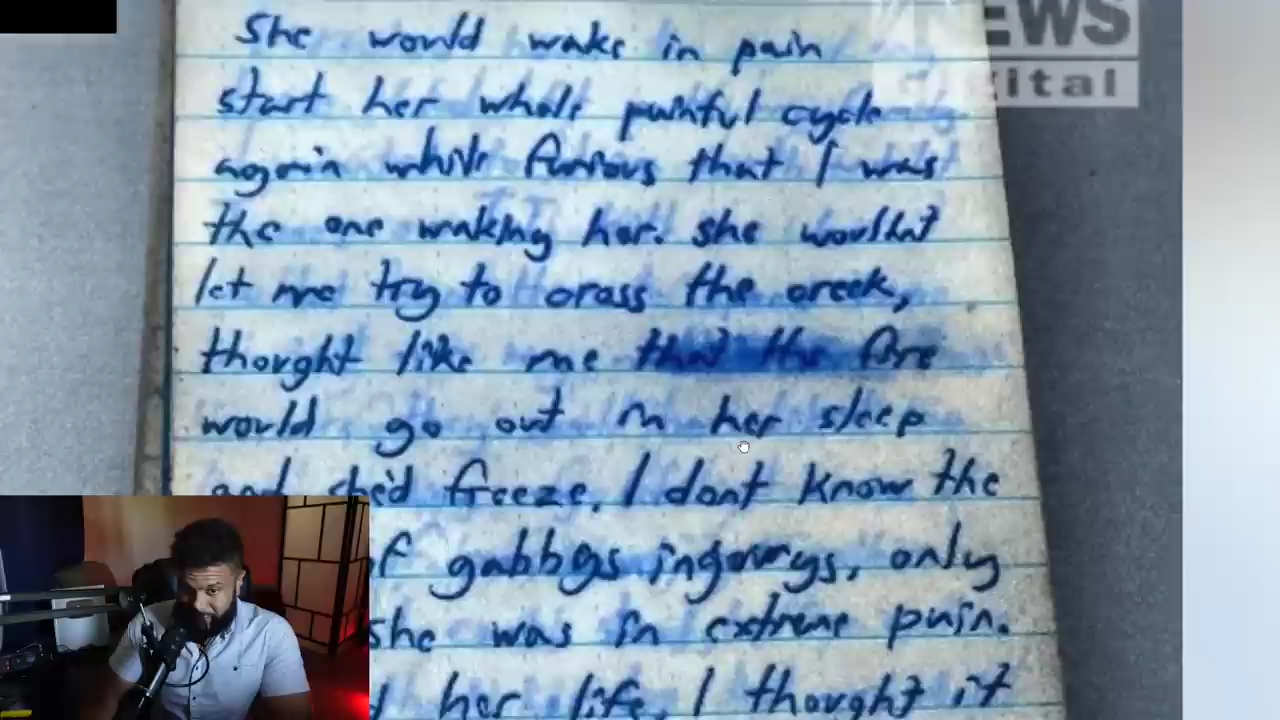 NEWS
Digital
she would wake in pain
start her whole painful cycle
again while furious that I was
the one waking her. she wouldnt
let me try to cross the creek,
thought like me that the fire
would go out in her sleep
and she'd freeze. I dont know the
of gabbys
only
she was in extreme pain.
her life, I thought it